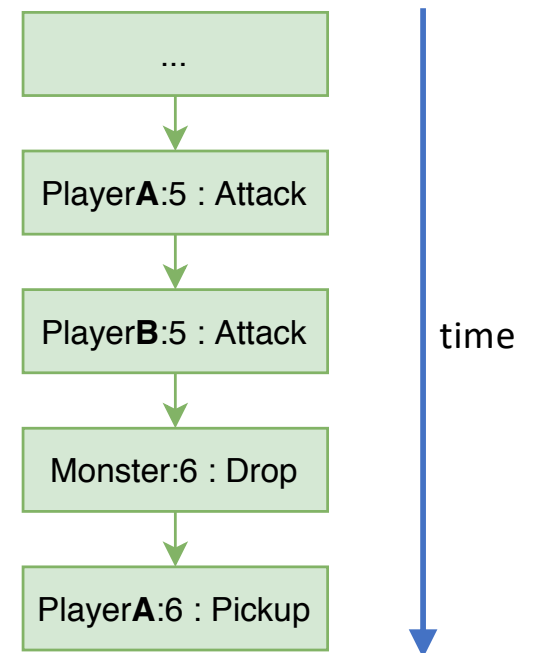 ...
PlayerA:5 : Attack
PlayerB:5 : Attack
time
Monster:6 : Drop
PlayerA:6 : Pickup